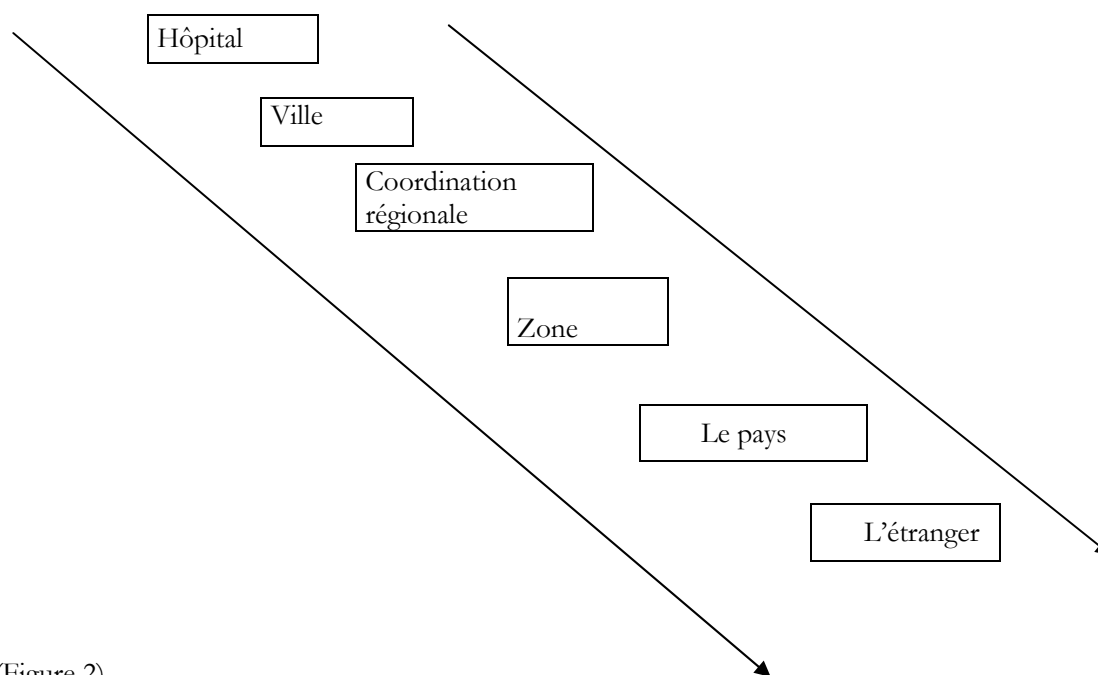 Hôpital
Ville
Coordination
régionale
Zone
Le pays
L’étranger
(Figure 2)